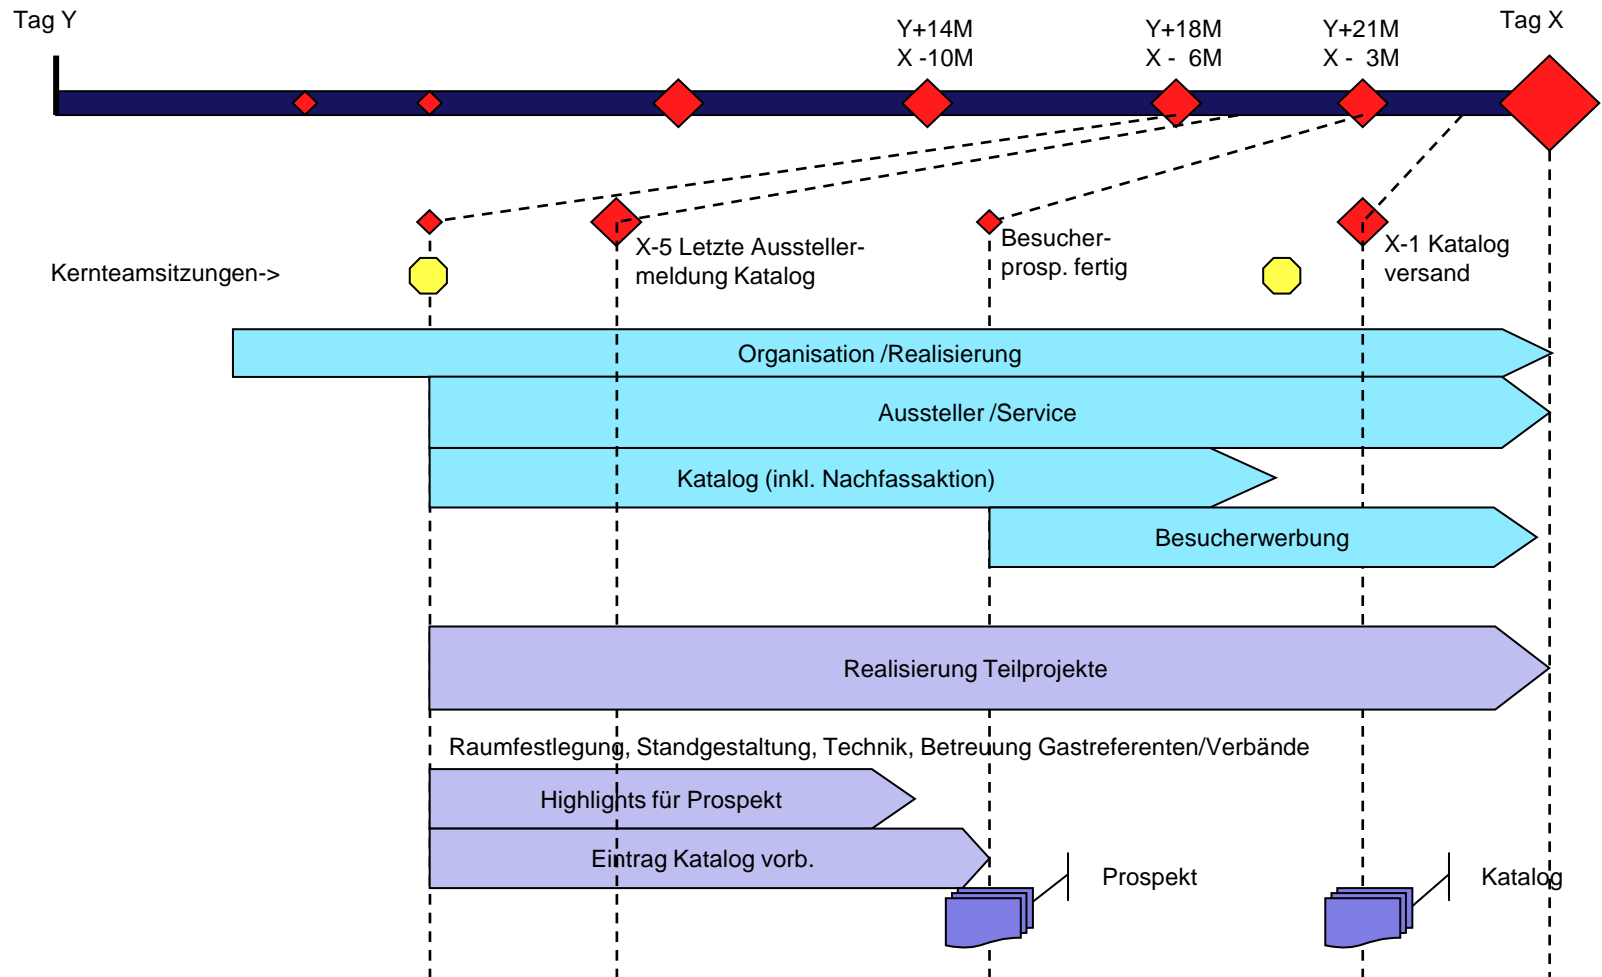 Tag Y
Y+14M
X -10M
Y+18M
X -  6M
Y+21M
X -  3M
Tag X
X-5 Letzte Aussteller-
meldung Katalog
Besucher-
prosp. fertig
X-1 Katalog
versand
Kernteamsitzungen->
Organisation /Realisierung
Aussteller /Service
Katalog (inkl. Nachfassaktion)
Besucherwerbung
Realisierung Teilprojekte
Raumfestlegung, Standgestaltung, Technik, Betreuung Gastreferenten/Verbände
Highlights für Prospekt
Eintrag Katalog vorb.
Prospekt
Katalog